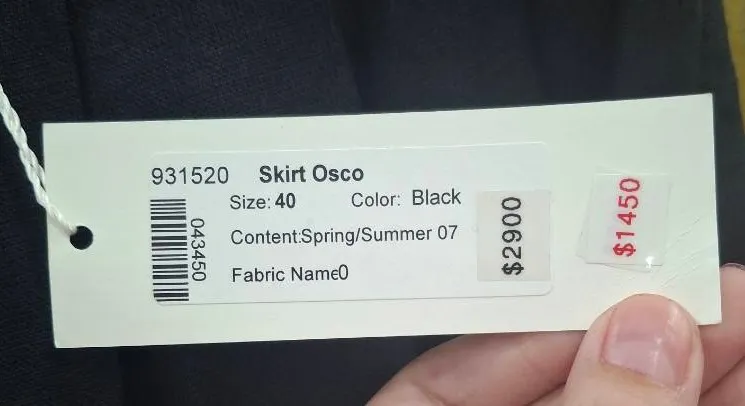 931520 Skirt Osco
Size: 40 Color: Black
Content:Spring/Summer 07
Fabric Name0
043450
$2900
$1450